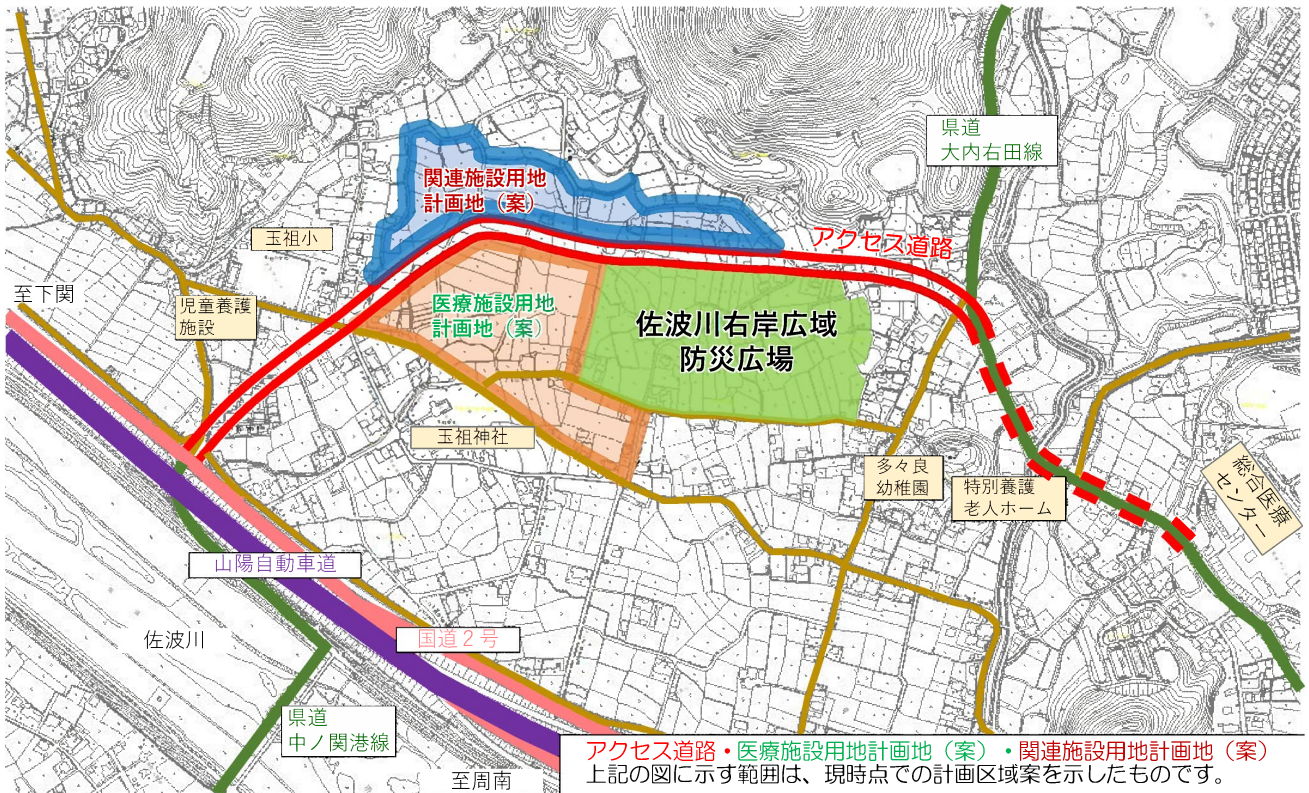 県道
大内右田線
関連施設用地
計画地（案）
アクセス道路
玉祖小
至下関
児童養護
施設
医療施設用地
計画地（案）
佐波川右岸広域
防災広場
玉祖神社
多々良
幼稚園
特別養護
老人ホーム
総合医療
センター
山陽自動車道
国道２号
佐波川
県道
中ノ関港線
至周南
アクセス道路・医療施設用地計画地（案）・関連施設用地計画地（案）
上記の図に示す範囲は、現時点での計画区域案を示したものです。